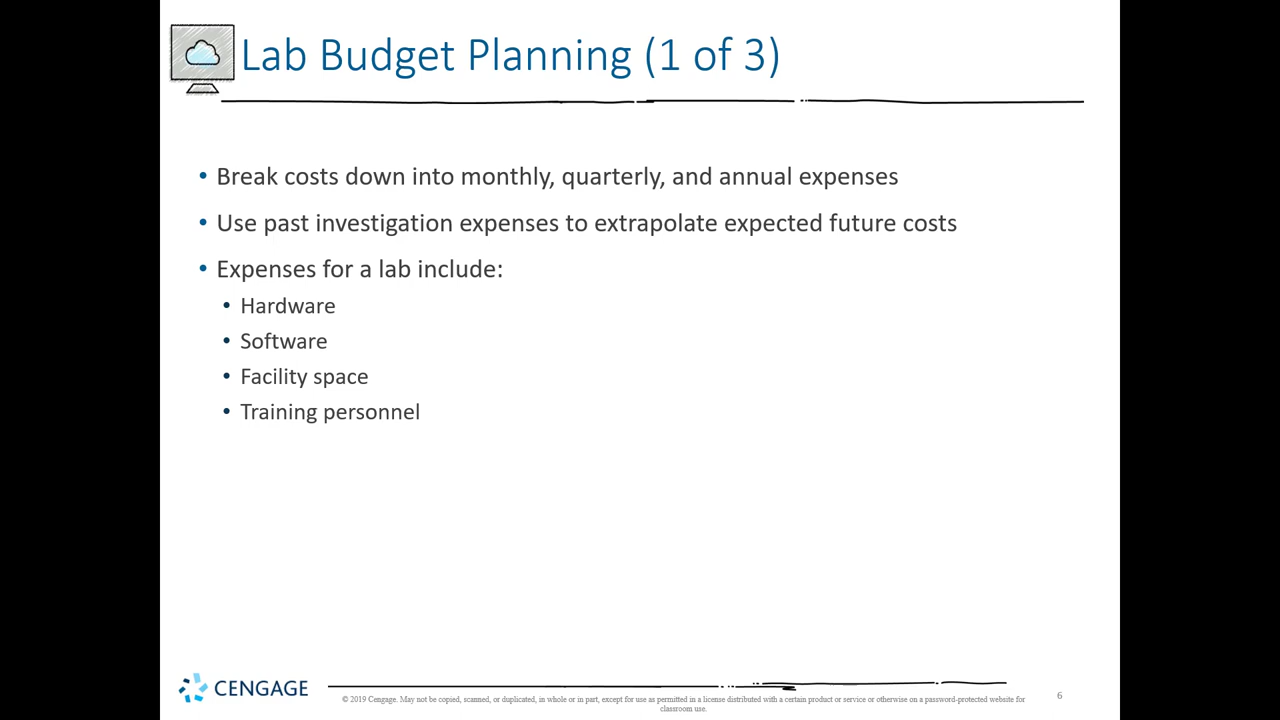 Lab Budget Planning (1 of 3)
• Break costs down into monthly, quarterly, and annual expenses
• Use past investigation expenses to extrapolate expected future costs
• Expenses for a lab include:
• Hardware
• Software
• Facility space
• Training personnel
CENGAGE
© 2019 Cengage. May not be copied, scanned, or duplicated, in whole or in part, except for use as permitted in a license distributed with a certain product or service or otherwise on a password-protected website for
classroom use.
6